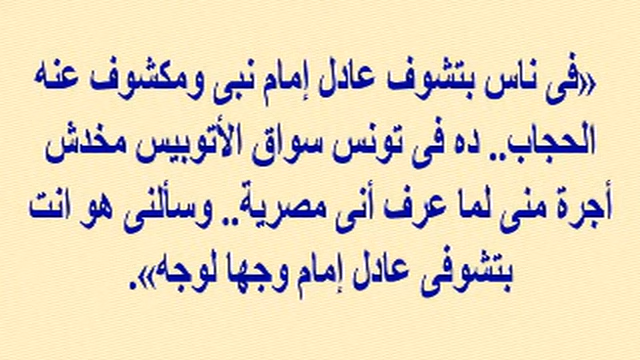 «فى ناس بتشوف عادل إمام نبى ومكشوف عنه
الحجاب.. ده فى تونس سواق الأتوبيس مخدش
أجرة منى لما عرف أنى مصرية.. وسألنى هو انت
بتشوفى عادل إمام وجها لوجه».